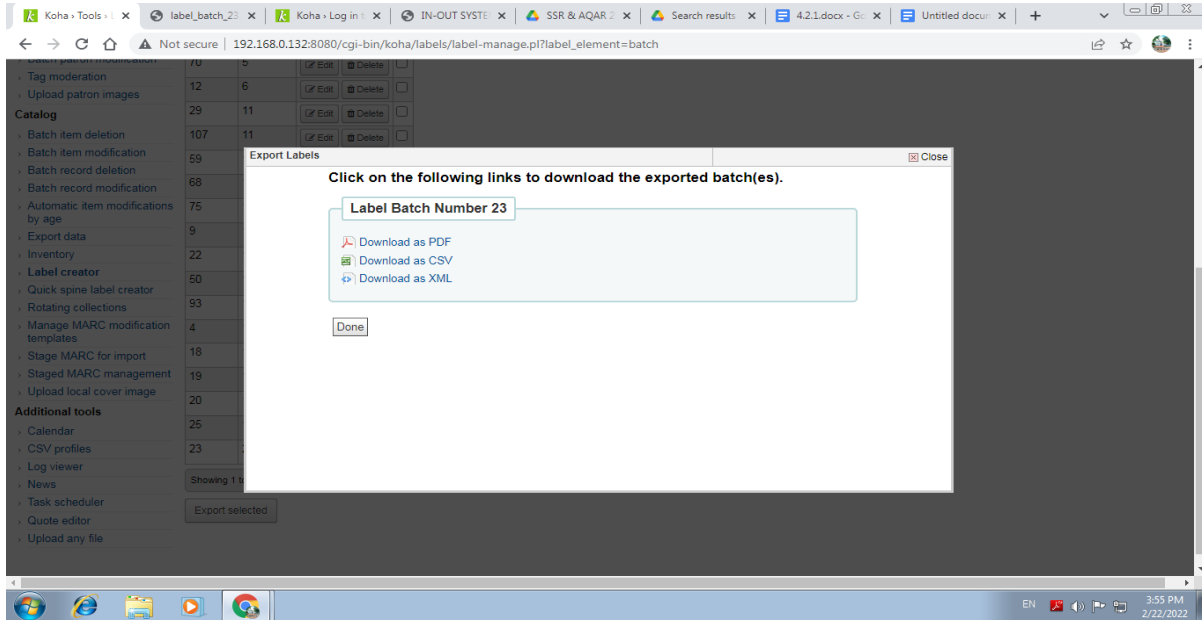 Koha › Tools › L
label_batch_23
Koha › Log in t
IN-OUT SYSTE
SSR & AQAR 2
Search results
4.2.1.docx - Go
Untitled docum
Not secure | 192.168.0.132:8080/cgi-bin/koha/labels/label-manage.pl?label_element=batch
Batch patron modification
Tag moderation
Upload patron images
Catalog
Batch item deletion
Batch item modification
Batch record deletion
Batch record modification
Automatic item modifications
by age
Export data
Inventory
Label creator
Quick spine label creator
Rotating collections
Manage MARC modification
templates
Stage MARC for import
Staged MARC management
Upload local cover image
Additional tools
Calendar
CSV profiles
Log viewer
News
Task scheduler
Quote editor
Upload any file
70 5 Edit Delete
12 6 Edit Delete
29 11 Edit Delete
107 11 Edit Delete
59
68
75
9
22
50
93
4
18
19
20
25
23
Showing 1 t
Export selected
Export Labels
Close
Click on the following links to download the exported batch(es).
Label Batch Number 23
Download as PDF
Download as CSV
Download as XML
Done
EN
3:55 PM
2/22/2022